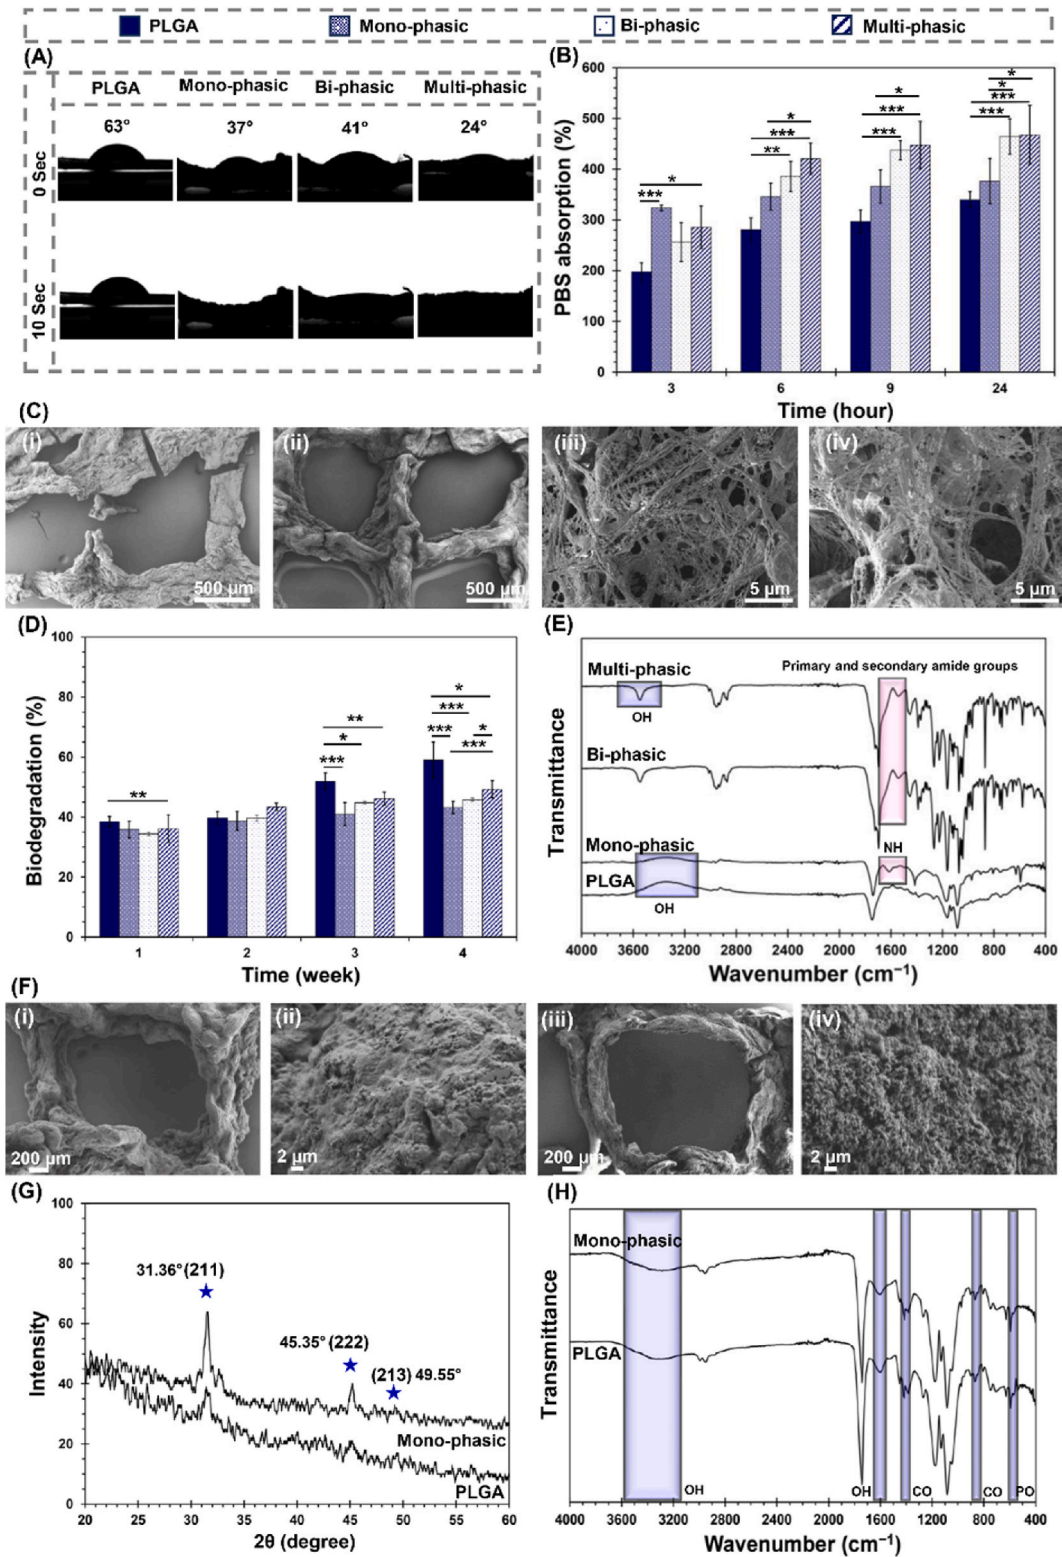 PLGA Mono-phasic Bi-phasic Multi-phasic
(A)
PLGA Mono-phasic Bi-phasic Multi-phasic
63° 37° 41° 24°
0 Sec
10 Sec
(B)
PBS absorption (%)
600
500
400
300
200
100
0
*** *
** *** *
*** *** *
*** *** * *
3 6 9 24
Time (hour)
(C)
(i) (ii) (iii) (iv)
500 µm 500 µm 5 µm 5 µm
(D)
Biodegradation (%)
100
80
60
40
20
0
**
*** * **
*** *** * *** *
1 2 3 4
Time (week)
(E)
Transmittance
Multi-phasic
Primary and secondary amide groups
OH
Bi-phasic
Mono-phasic
NH
PLGA
OH
4000 3600 3200 2800 2400 2000 1600 1200 800 400
Wavenumber (cm⁻¹)
(F)
(i) (ii) (iii) (iv)
200 µm 2 µm 200 µm 2 µm
(G)
Intensity
100
80
60
40
20
0
31.36° (211)
45.35° (222)
(213) 49.55°
Mono-phasic
PLGA
20 25 30 35 40 45 50 55 60
2θ (degree)
(H)
Transmittance
Mono-phasic
PLGA
OH OH CO CO PO
4000 3600 3200 2800 2400 2000 1600 1200 800 400
Wavenumber (cm⁻¹)